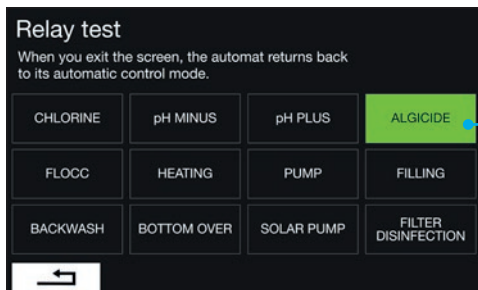 Relay test
When you exit the screen, the automat returns back
to its automatic control mode.
CHLORINE
pH MINUS
pH PLUS
ALGICIDE
FLOCC
HEATING
PUMP
FILLING
BACKWASH
BOTTOM OVER
SOLAR PUMP
FILTER
DISINFECTION